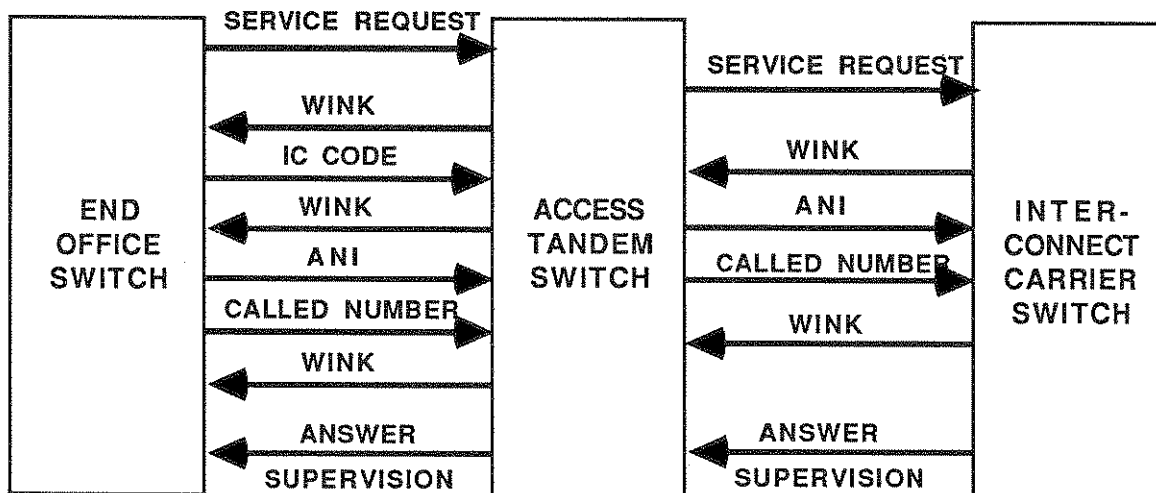 SERVICE REQUEST
WINK
IC CODE
WINK
ANI
CALLED NUMBER
WINK
ANSWER
SUPERVISION
END
OFFICE
SWITCH
ACCESS
TANDEM
SWITCH
SERVICE REQUEST
WINK
ANI
CALLED NUMBER
WINK
ANSWER
SUPERVISION
INTER-
CONNECT
CARRIER
SWITCH